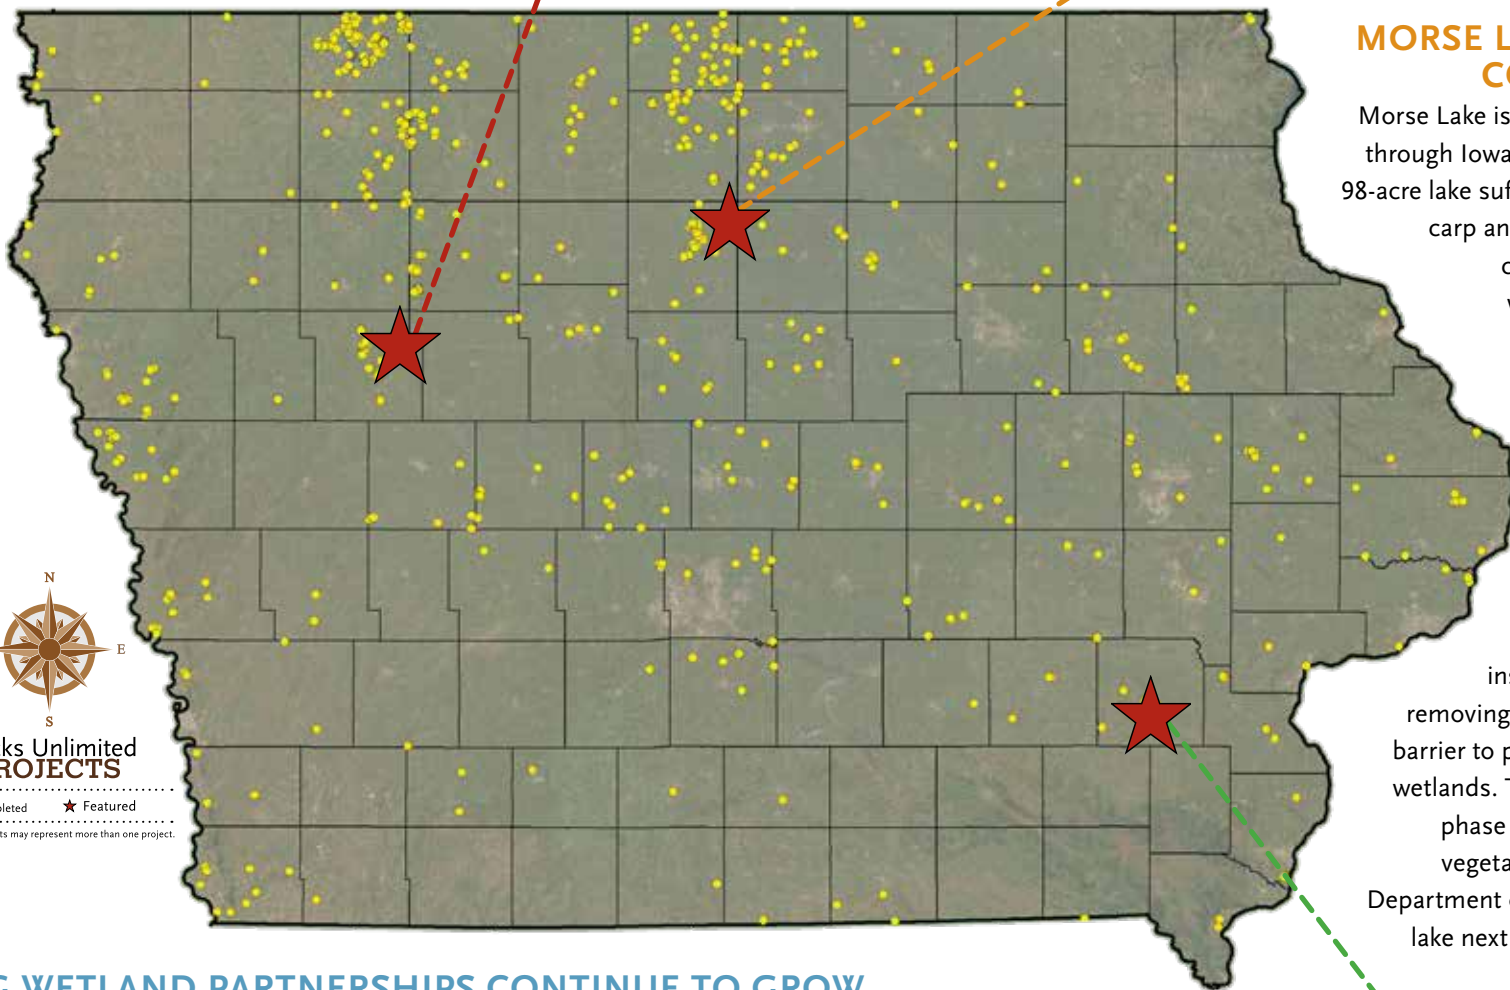 MORSE L
CO
Morse Lake is
through Iowa
98-acre lake suf
carp an
N
E
S
ks Unlimited
ROJECTS
leted ★ Featured
ts may represent more than one project.
ins
removing
barrier to p
wetlands. T
phase
vegeta
Department
lake next
G WETLAND PARTNERSHIPS CONTINUE TO GROW